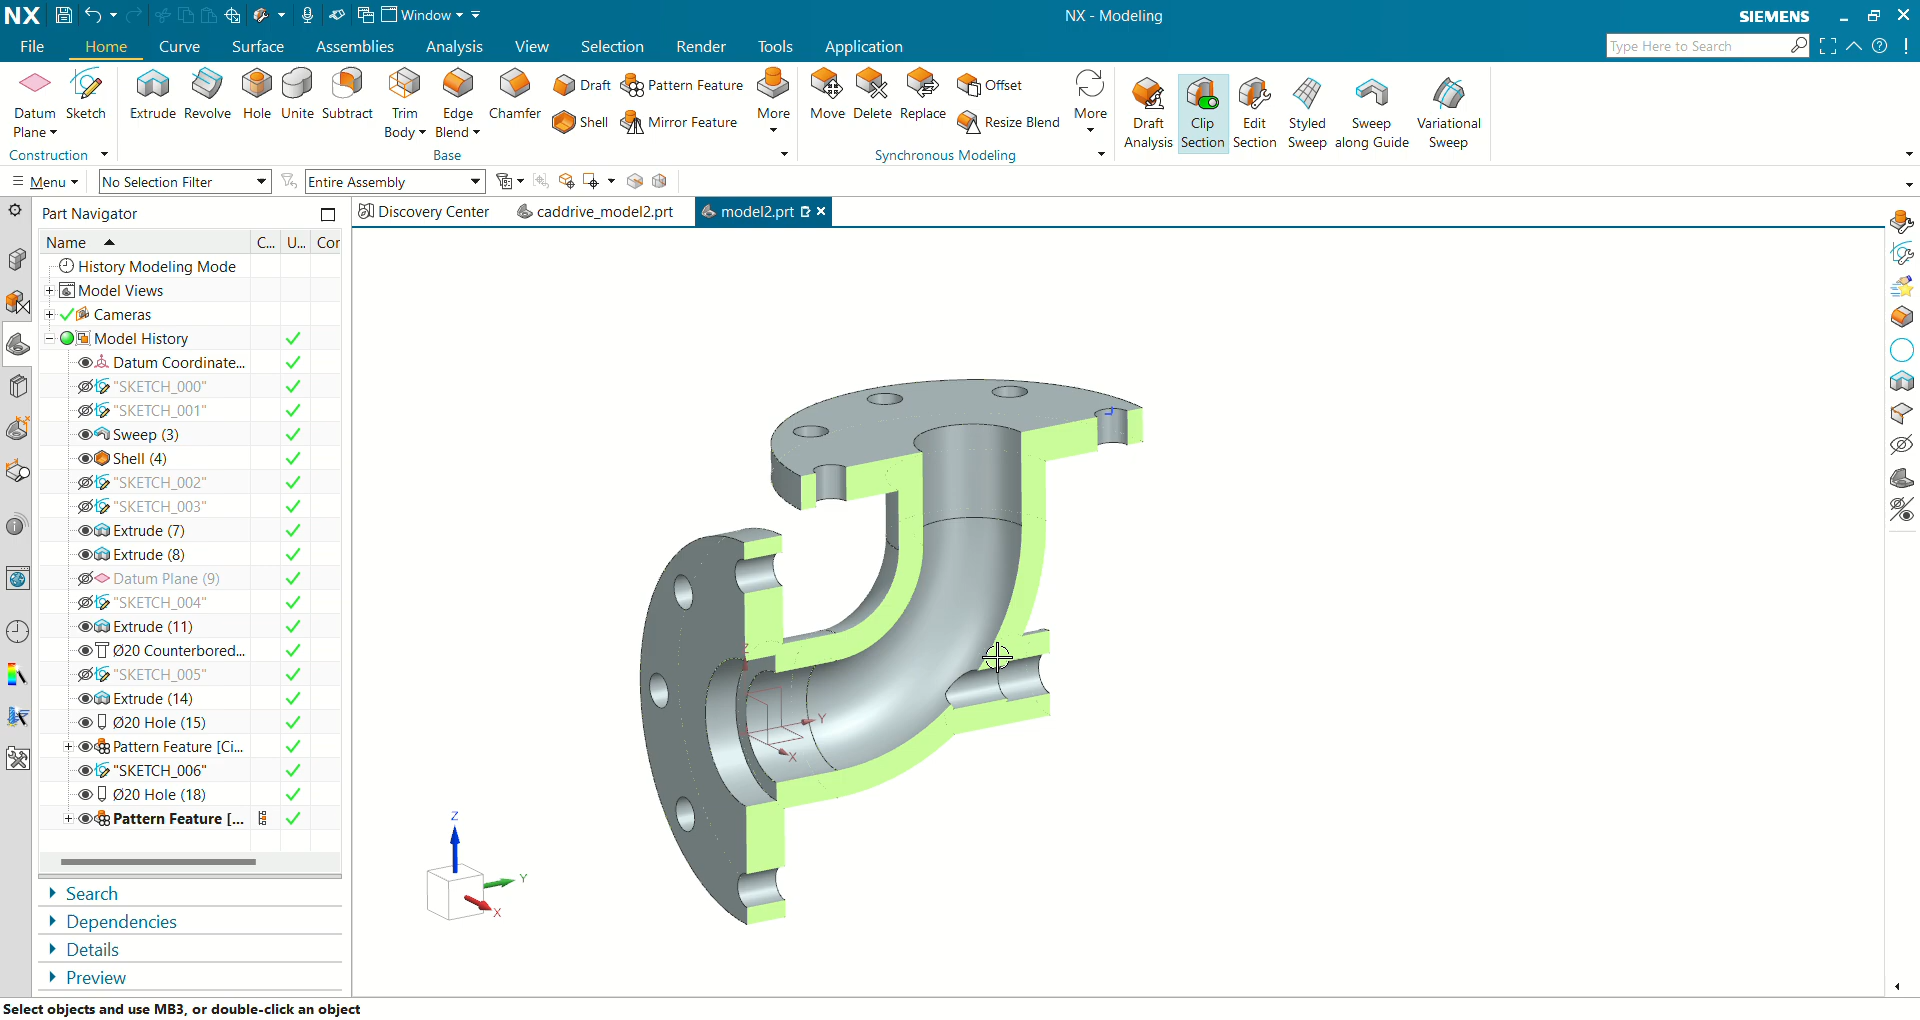 NX Window NX - Modeling SIEMENS
File Home Curve Surface Assemblies Analysis View Selection Render Tools Application Type Here to Search
Datum Plane Sketch Extrude Revolve Hole Unite Subtract Trim Body Edge Blend Chamfer Draft Shell Pattern Feature Mirror Feature More Move Delete Replace Offset Resize Blend More Draft Analysis Clip Section Edit Section Styled Sweep Sweep along Guide Variational Sweep
Construction Base Synchronous Modeling
Menu No Selection Filter Entire Assembly
Part Navigator Discovery Center caddrive_model2.prt model2.prt
Name C... U... Cor
History Modeling Mode
Model Views
Cameras
Model History
Datum Coordinate...
"SKETCH_000"
"SKETCH_001"
Sweep (3)
Shell (4)
"SKETCH_002"
"SKETCH_003"
Extrude (7)
Extrude (8)
Datum Plane (9)
"SKETCH_004"
Extrude (11)
Ø20 Counterbored...
"SKETCH_005"
Extrude (14)
Ø20 Hole (15)
Pattern Feature [Ci...
"SKETCH_006"
Ø20 Hole (18)
Pattern Feature [...
Search
Dependencies
Details
Preview
Z
Y
X
Z
Y
X
Select objects and use MB3, or double-click an object